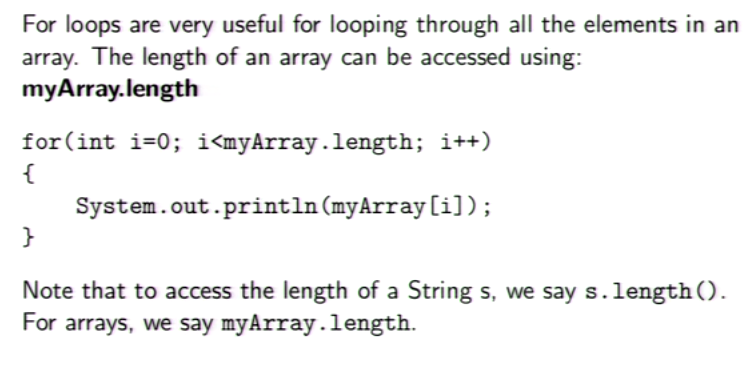 For loops are very useful for looping through all the elements in an
array. The length of an array can be accessed using:
myArray.length
for(int i=0; i<myArray.length; i++)
{
    System.out.println(myArray[i]);
}
Note that to access the length of a String s, we say s.length().
For arrays, we say myArray.length.